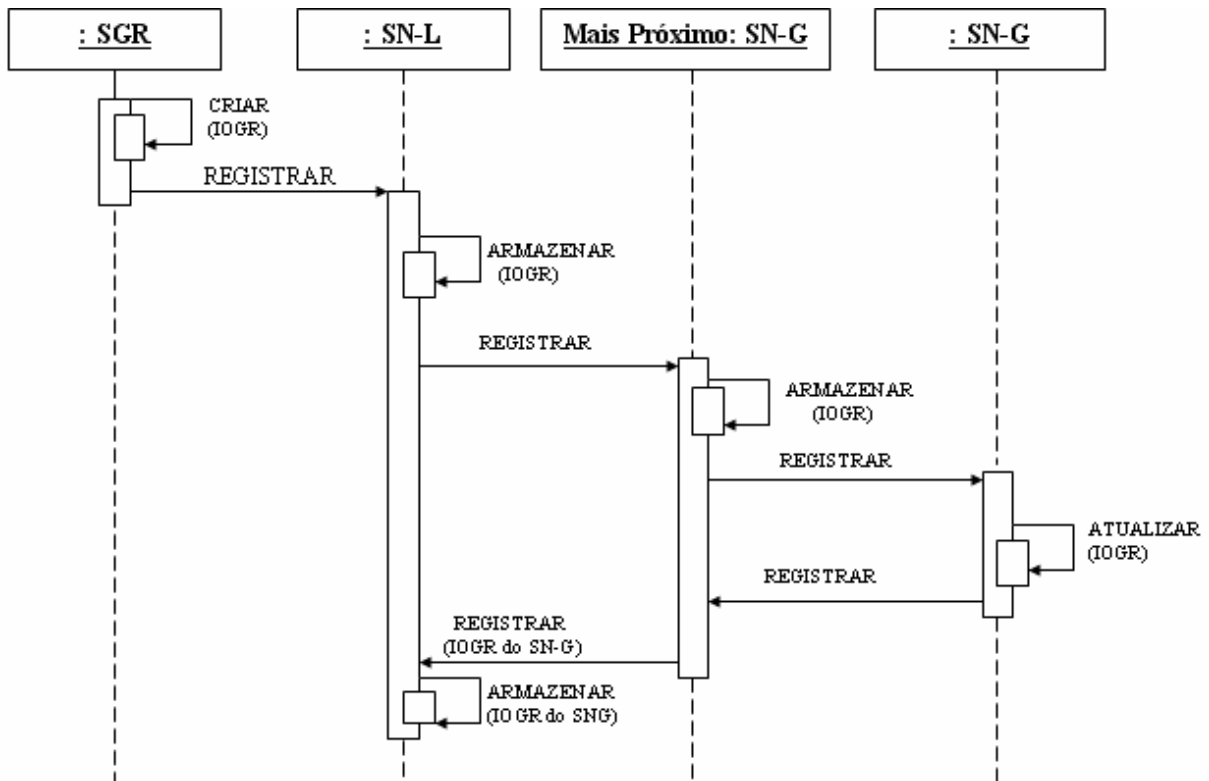 : SGR
: SN-L
Mais Próximo: SN-G
: SN-G
CRIAR
(IOGR)
REGISTRAR
ARMAZENAR
(IOGR)
REGISTRAR
ARMAZENAR
(IOGR)
REGISTRAR
ATUALIZAR
(IOGR)
REGISTRAR
REGISTRAR
(IOGR do SN-G)
ARMAZENAR
(IOGR do SNG)